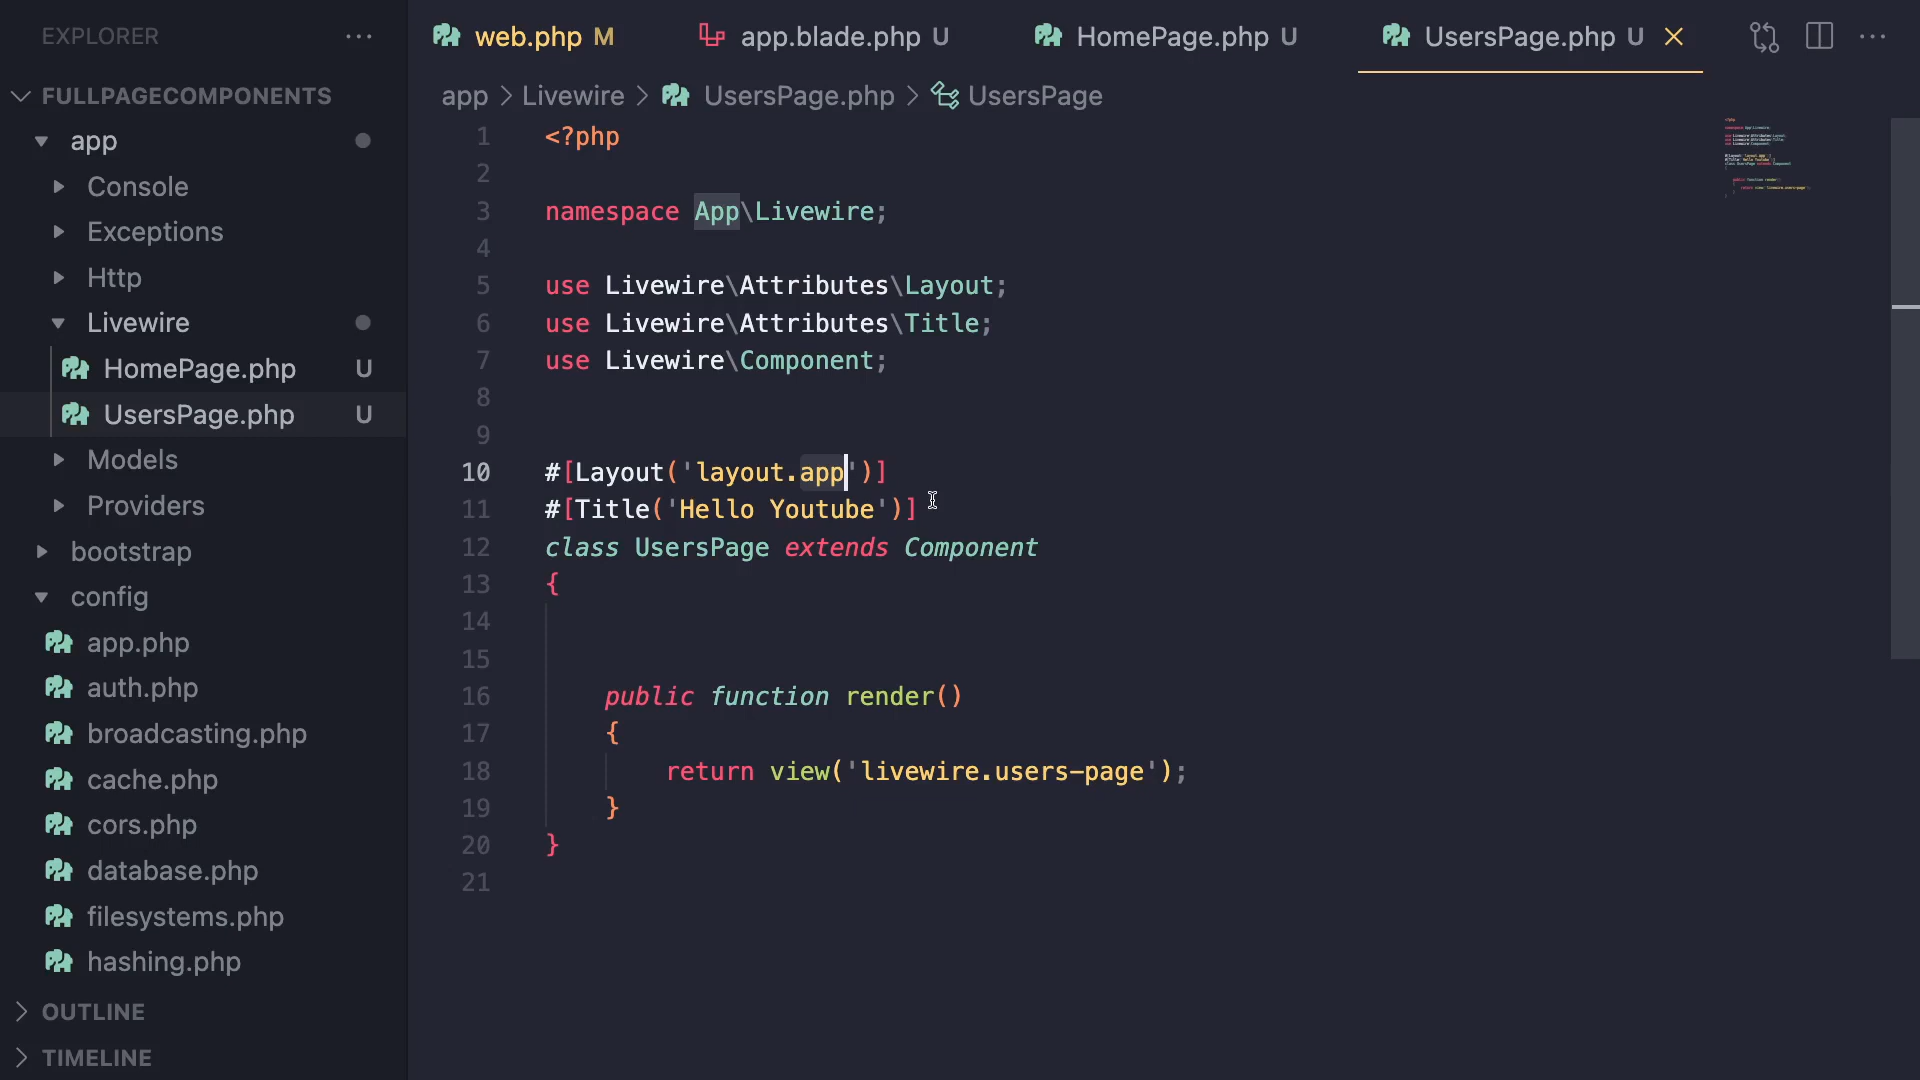 EXPLORER
FULLPAGECOMPONENTS
app
Console
Exceptions
Http
Livewire
HomePage.php U
UsersPage.php U
Models
Providers
bootstrap
config
app.php
auth.php
broadcasting.php
cache.php
cors.php
database.php
filesystems.php
hashing.php
OUTLINE
TIMELINE
web.php M
app.blade.php U
HomePage.php U
UsersPage.php U
app > Livewire > UsersPage.php > UsersPage
1 <?php
2
3 namespace App\Livewire;
4
5 use Livewire\Attributes\Layout;
6 use Livewire\Attributes\Title;
7 use Livewire\Component;
8
9
10 #[Layout('layout.app')]
11 #[Title('Hello Youtube')]
12 class UsersPage extends Component
13 {
14
15
16 public function render()
17 {
18 return view('livewire.users-page');
19 }
20 }
21